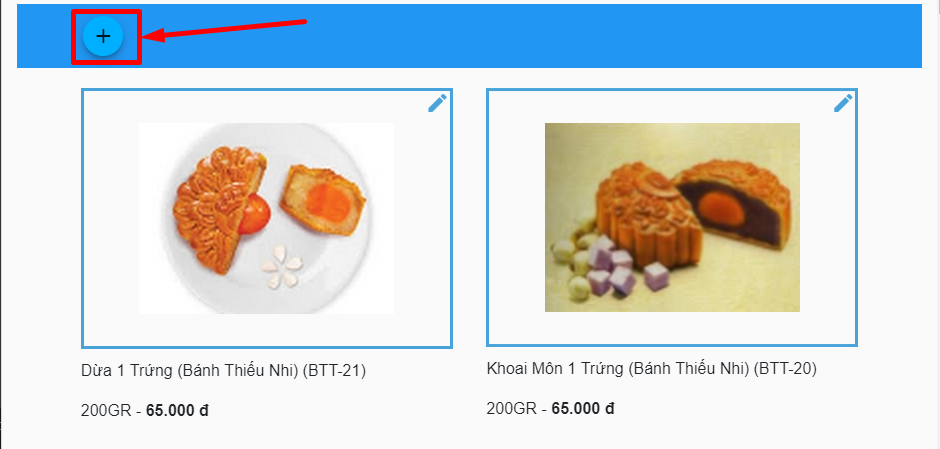 Dừa 1 Trứng (Bánh Thiếu Nhi) (BTT-21)
200GR - 65.000 đ
Khoai Môn 1 Trứng (Bánh Thiếu Nhi) (BTT-20)
200GR - 65.000 đ